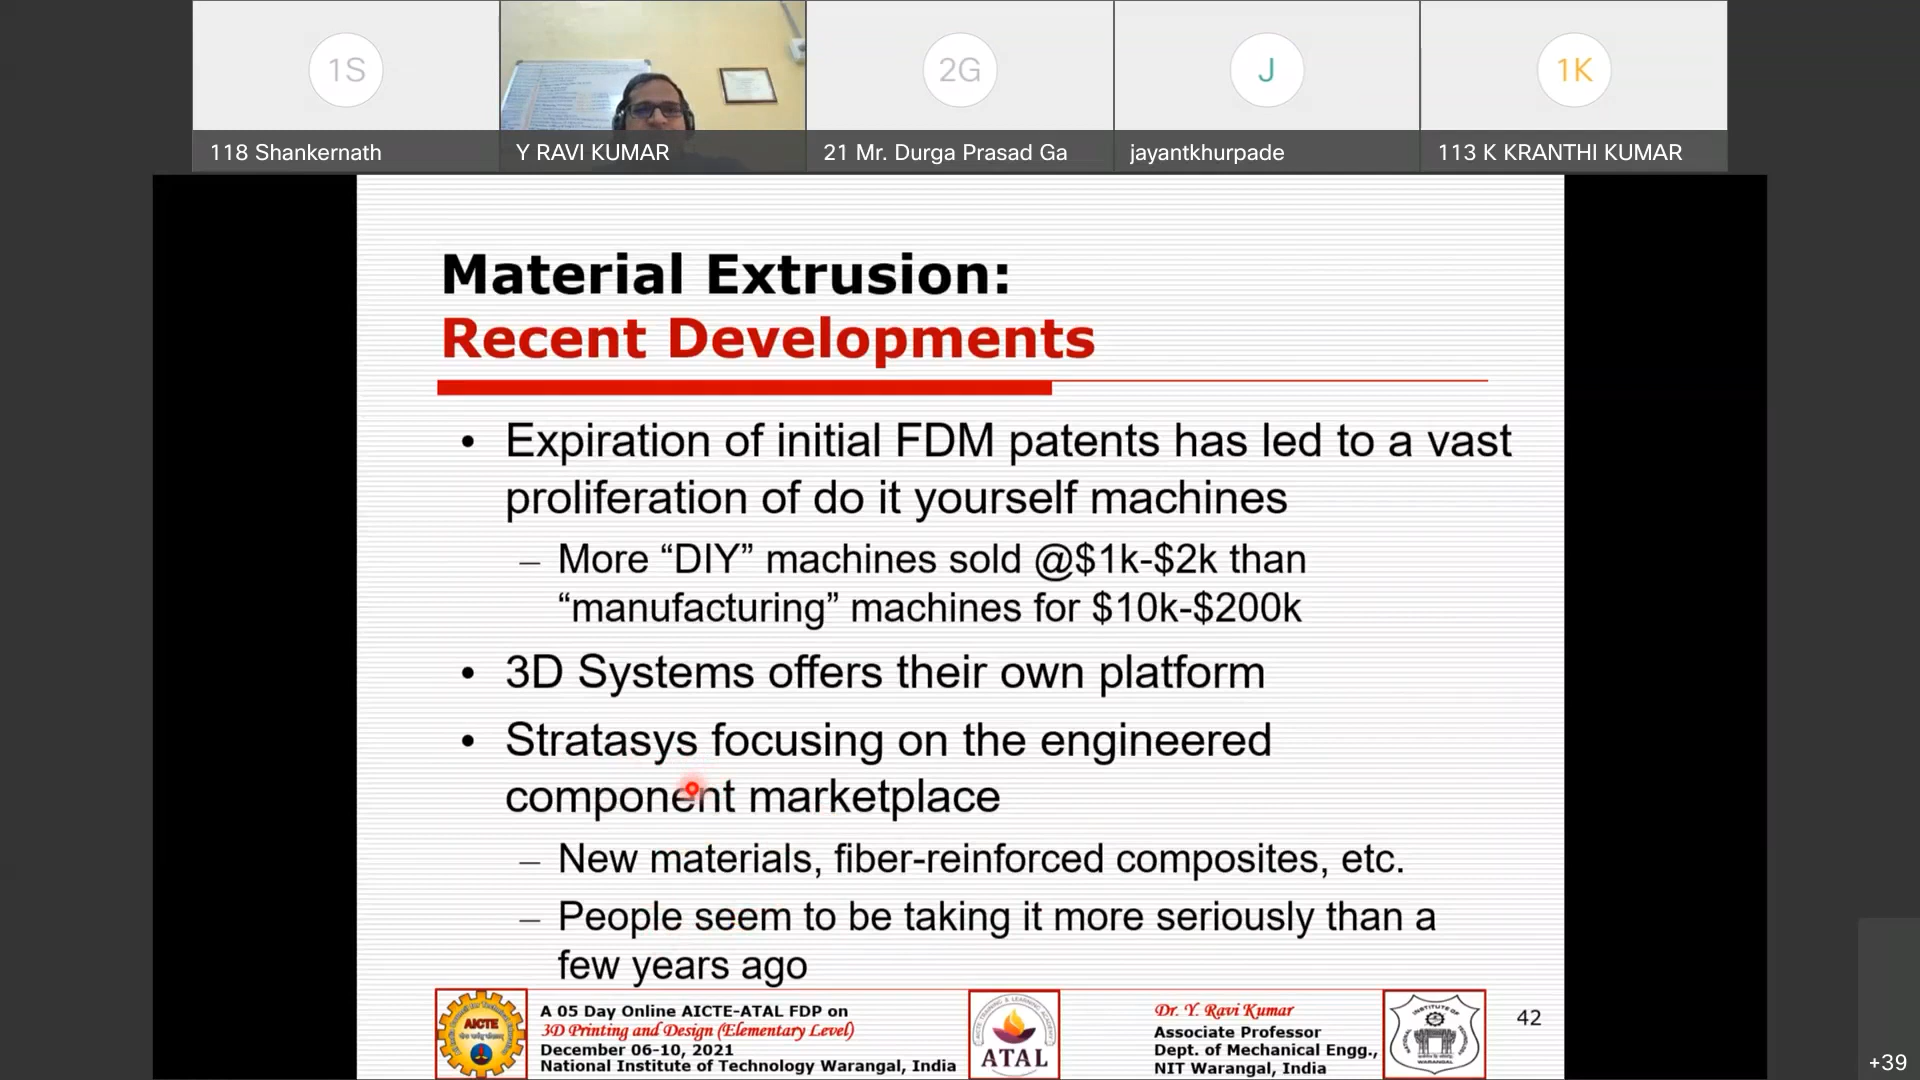 1S
2G
J
1K
118 Shankernath
Y RAVI KUMAR
21 Mr. Durga Prasad Ga
jayantkhurpade
113 K KRANTHI KUMAR
Material Extrusion:
Recent Developments
• Expiration of initial FDM patents has led to a vast
proliferation of do it yourself machines
– More “DIY” machines sold @$1k-$2k than
“manufacturing” machines for $10k-$200k
• 3D Systems offers their own platform
• Stratasys focusing on the engineered
component marketplace
– New materials, fiber-reinforced composites, etc.
– People seem to be taking it more seriously than a
few years ago
AICTE
A 05 Day Online AICTE-ATAL FDP on
3D Printing and Design (Elementary Level)
December 06-10, 2021
National Institute of Technology Warangal, India
ATAL
Dr. Y. Ravi Kumar
Associate Professor
Dept. of Mechanical Engg.,
NIT Warangal, India
42
+39